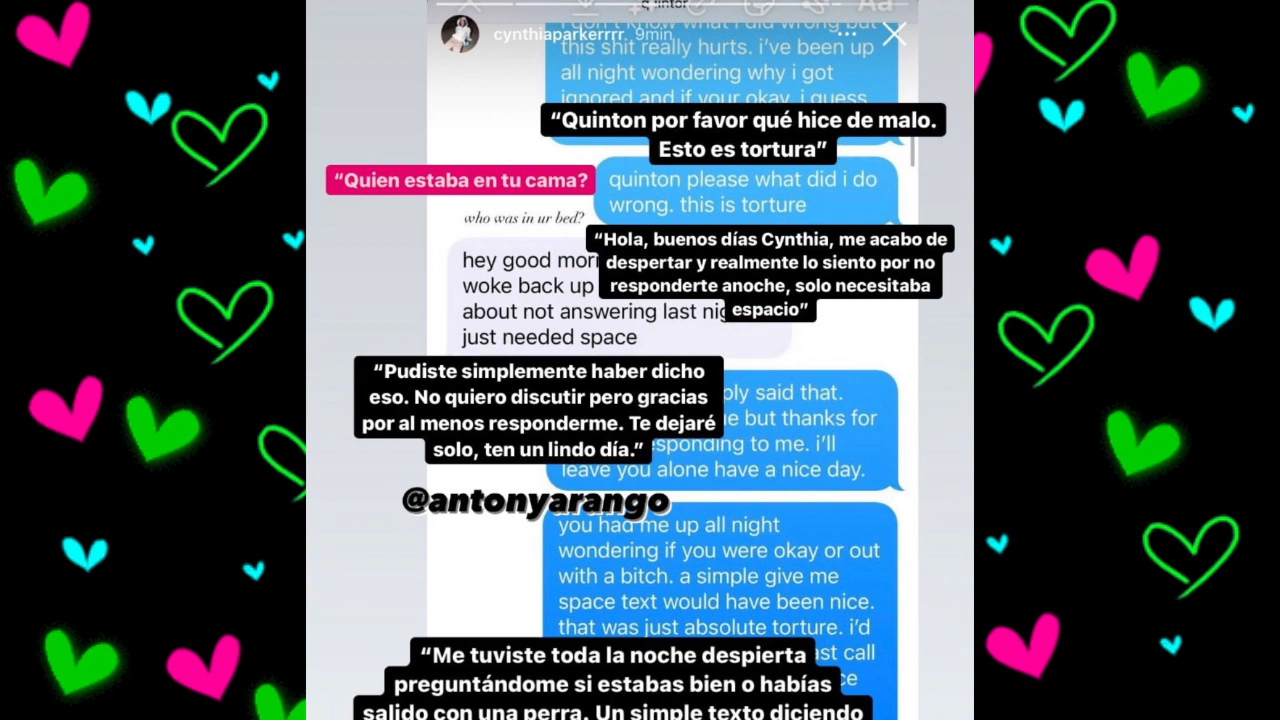 cynthiaparkerrrr 9min
i don't know what i did wrong but
this shit really hurts. i've been up
all night wondering why i got
ignored and if your okay. i guess
“Quinton por favor qué hice de malo.
Esto es tortura”
“Quien estaba en tu cama?
quinton please what did i do
wrong. this is torture
who was in ur bed?
“Hola, buenos días Cynthia, me acabo de
despertar y realmente lo siento por no
responderte anoche, solo necesitaba
espacio”
hey good
woke back up
about not answering last
just needed space
“Pudiste simplemente haber dicho
eso. No quiero discutir pero gracias
por al menos responderme. Te dejaré
solo, ten un lindo día.”
said that.
but thanks for
to me. i'll
leave you alone have a nice day.
@antonyarango
you had me up all night
wondering if you were okay or out
with a bitch. a simple give me
space text would have been nice.
that was just absolute torture. i'd
call
“Me tuviste toda la noche despierta
preguntándome si estabas bien o habías
salido con una perra. Un simple texto diciendo